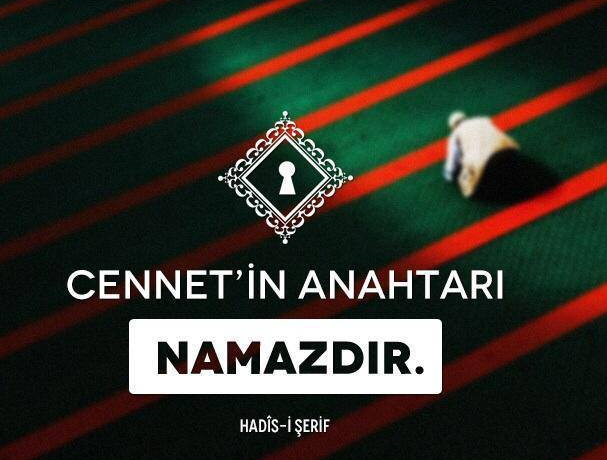 CENNET'İN ANAHTARI
NAMAZDIR.
HADÎS-İ ŞERİF